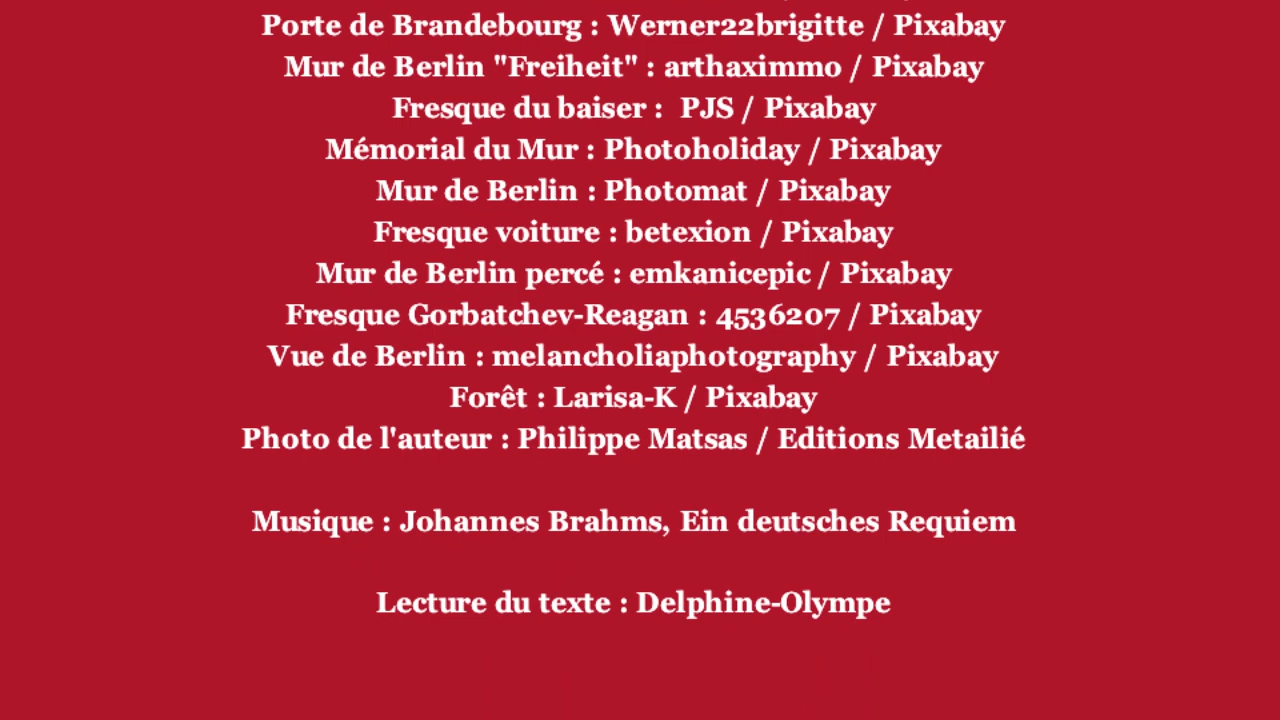 Porte de Brandebourg : Werner22brigitte / Pixabay
Mur de Berlin "Freiheit" : arthaximmo / Pixabay
Fresque du baiser :  PJS / Pixabay
Mémorial du Mur : Photoholiday / Pixabay
Mur de Berlin : Photomat / Pixabay
Fresque voiture : betexion / Pixabay
Mur de Berlin percé : emkanicepic / Pixabay
Fresque Gorbatchev-Reagan : 4536207 / Pixabay
Vue de Berlin : melancholiaphotography / Pixabay
Forêt : Larisa-K / Pixabay
Photo de l'auteur : Philippe Matsas / Editions Metailié
Musique : Johannes Brahms, Ein deutsches Requiem
Lecture du texte : Delphine-Olympe